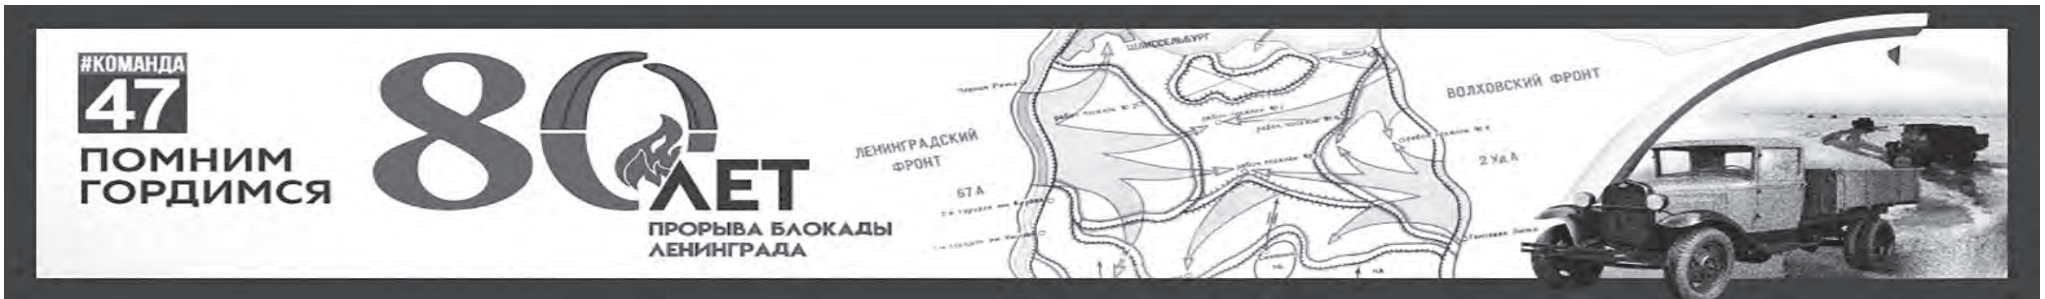 #КОМАНДА
47
ПОМНИМ
ГОРДИМСЯ
80
ЛЕТ
ПРОРЫВА БЛОКАДЫ
ЛЕНИНГРАДА
ЛЕНИНГРАДСКИЙ
ФРОНТ
67 А
ШЛИССЕЛЬБУРГ
ВОЛХОВСКИЙ ФРОНТ
2 Уд А